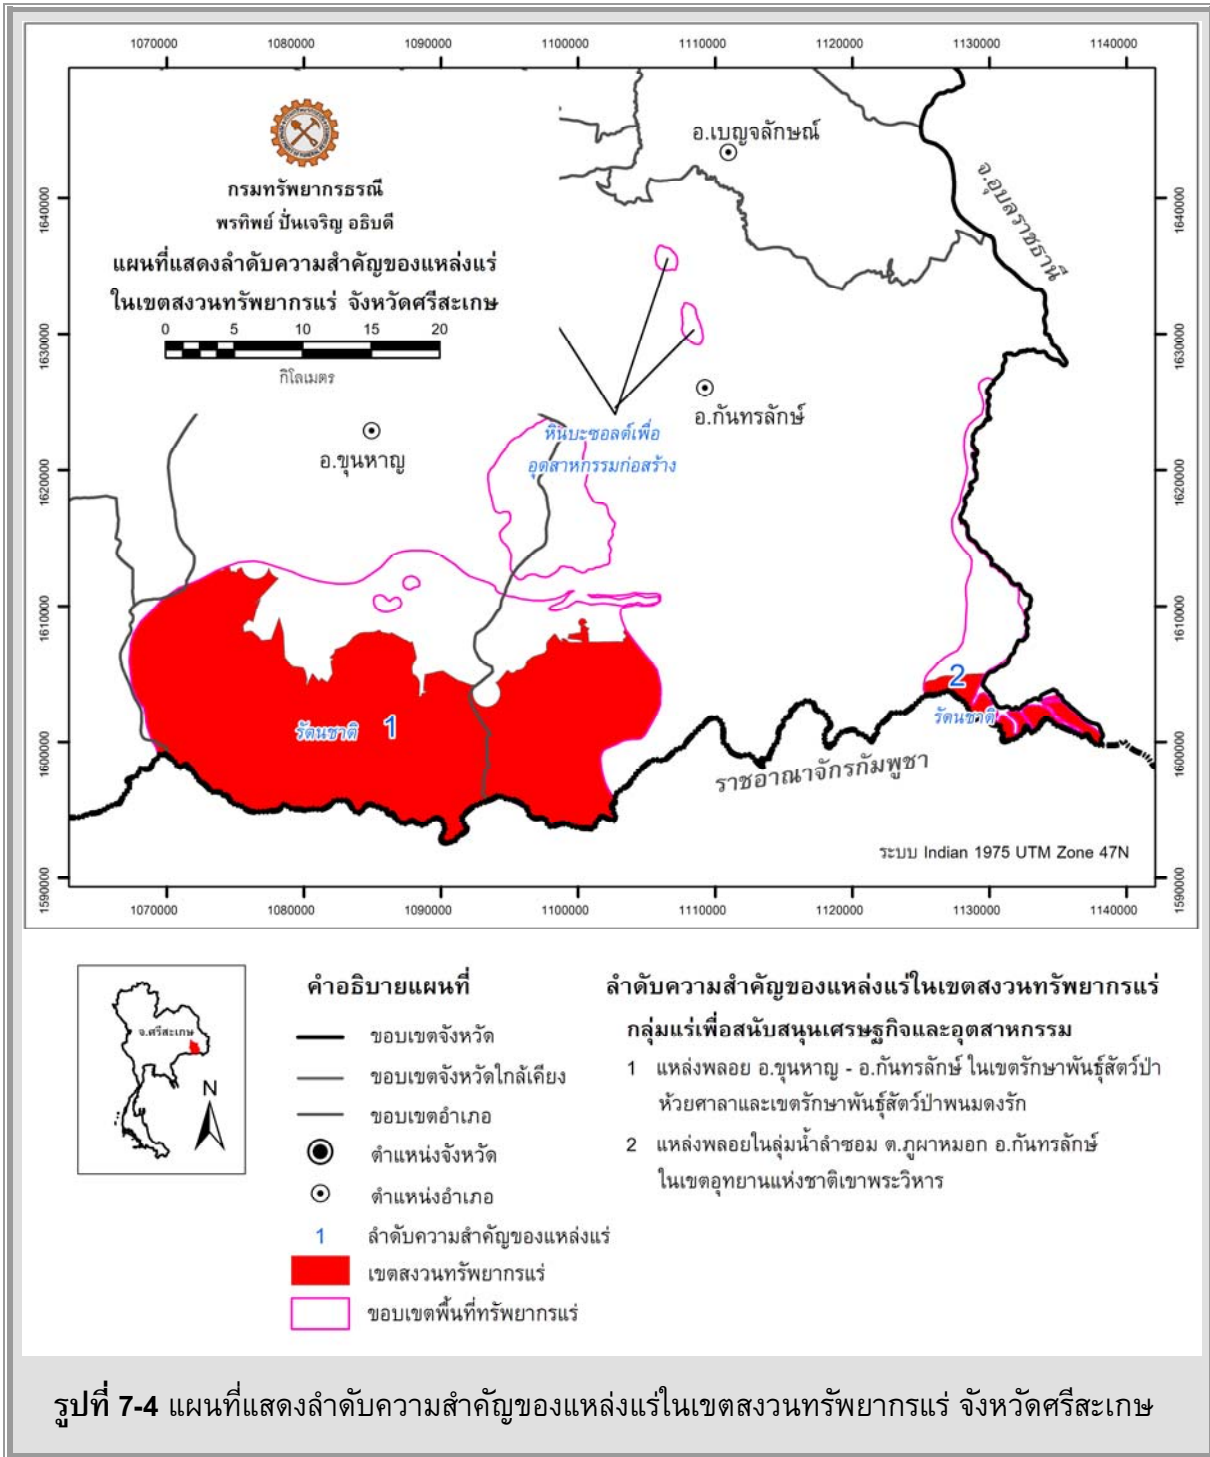 1070000 1080000 1090000 1100000 1110000 1120000 1130000 1140000
1640000
1630000
1620000
1610000
1600000
1590000
1640000
1630000
1620000
1610000
1600000
1590000
กรมทรัพยากรธรณี
พรทิพย์ ปั่นเจริญ อธิบดี
แผนที่แสดงลำดับความสำคัญของแหล่งแร่
ในเขตสงวนทรัพยากรแร่ จังหวัดศรีสะเกษ
0 5 10 15 20
กิโลเมตร
อ.เบญจลักษณ์
จ.อุบลราชธานี
อ.กันทรลักษ์
หินบะซอลต์เพื่อ
อุตสาหกรรมก่อสร้าง
อ.ขุนหาญ
รัตนชาติ 1
2
รัตนชาติ
ราชอาณาจักรกัมพูชา
ระบบ Indian 1975 UTM Zone 47N
1070000 1080000 1090000 1100000 1110000 1120000 1130000 1140000
จ.ศรีสะเกษ
N
คำอธิบายแผนที่
ขอบเขตจังหวัด
ขอบเขตจังหวัดใกล้เคียง
ขอบเขตอำเภอ
ตำแหน่งจังหวัด
ตำแหน่งอำเภอ
1 ลำดับความสำคัญของแหล่งแร่
เขตสงวนทรัพยากรแร่
ขอบเขตพื้นที่ทรัพยากรแร่
ลำดับความสำคัญของแหล่งแร่ในเขตสงวนทรัพยากรแร่
กลุ่มแร่เพื่อสนับสนุนเศรษฐกิจและอุตสาหกรรม
1 แหล่งพลอย อ.ขุนหาญ - อ.กันทรลักษ์ ในเขตรักษาพันธุ์สัตว์ป่า
ห้วยศาลาและเขตรักษาพันธุ์สัตว์ป่าพนมดงรัก
2 แหล่งพลอยในลุ่มน้ำลำซอม ต.ภูผาหมอก อ.กันทรลักษ์
ในเขตอุทยานแห่งชาติเขาพระวิหาร
รูปที่ 7-4 แผนที่แสดงลำดับความสำคัญของแหล่งแร่ในเขตสงวนทรัพยากรแร่ จังหวัดศรีสะเกษ